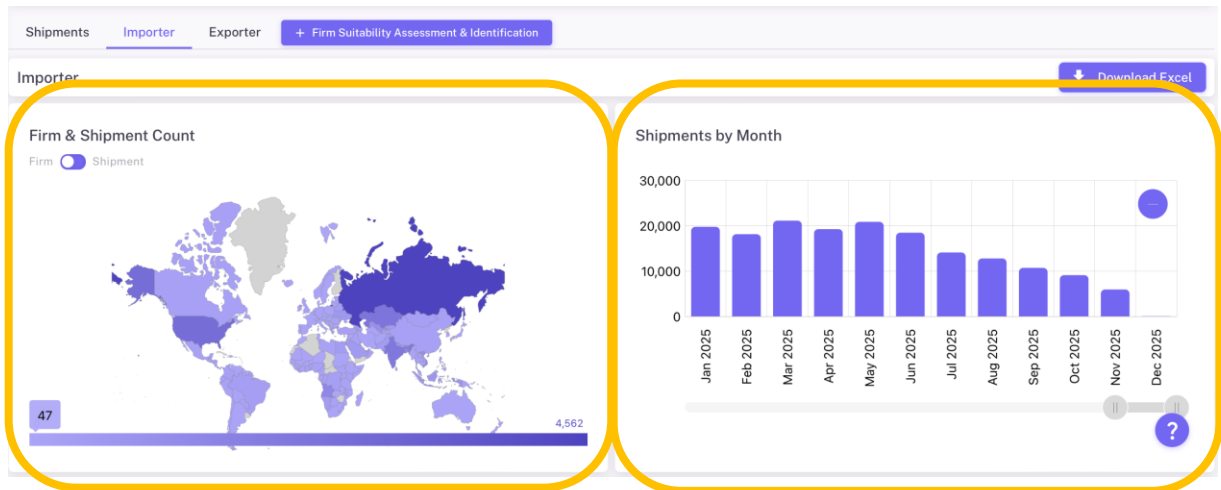 Shipments Importer Exporter + Firm Suitability Assessment & Identification
Importer
Download Excel
Firm & Shipment Count
Firm Shipment
47
4,562
Shipments by Month
30,000
20,000
10,000
0
Jan 2025
Feb 2025
Mar 2025
Apr 2025
May 2025
Jun 2025
Jul 2025
Aug 2025
Sep 2025
Oct 2025
Nov 2025
Dec 2025
?